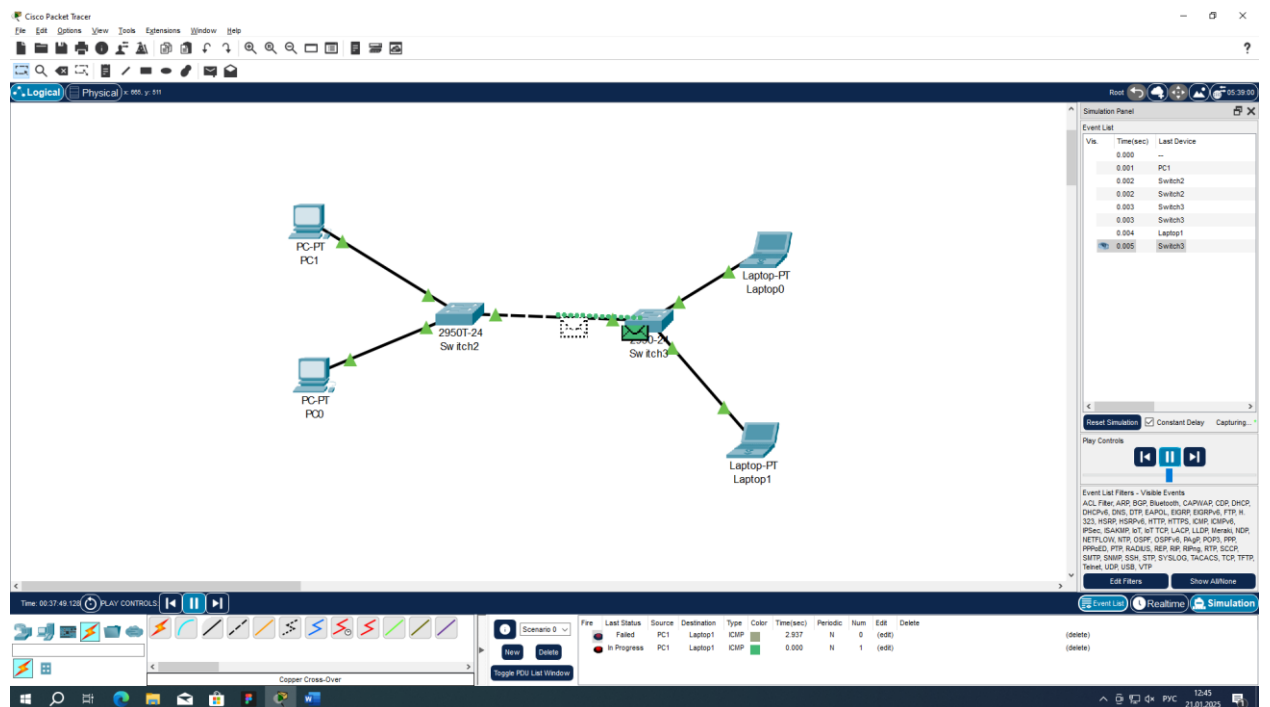 Cisco Packet Tracer
File Edit Options View Tools Extensions Window Help
?
Logical Physical x: 665, y: 511 Root 05:39:00
Simulation Panel
Event List
Vis. Time(sec) Last Device
0.000 --
0.001 PC1
0.002 Switch2
0.002 Switch2
0.003 Switch3
0.003 Switch3
0.004 Laptop1
0.005 Switch3
PC-PT
PC1
Laptop-PT
Laptop0
2950T-24
Switch2
2950-24
Switch3
PC-PT
PC0
Laptop-PT
Laptop1
Reset Simulation Constant Delay Capturing...
Play Controls
Event List Filters - Visible Events
ACL Filter, ARP, BGP, Bluetooth, CAPWAP, CDP, DHCP,
DHCPv6, DNS, DTP, EAPOL, EIGRP, EIGRPv6, FTP, H.
323, HSRP, HSRPv6, HTTP, HTTPS, ICMP, ICMPv6,
IPSec, ISAKMP, IoT, IoT TCP, LACP, LLDP, Meraki, NDP,
NETFLOW, NTP, OSPF, OSPFv6, PAgP, POP3, PPP,
PPPoED, PTP, RADIUS, REP, RIP, RIPng, RTP, SCCP,
SMTP, SNMP, SSH, STP, SYSLOG, TACACS, TCP, TFTP,
Telnet, UDP, USB, VTP
Edit Filters Show All/None
Time: 00:37:49.128 PLAY CONTROLS: Event List Realtime Simulation
Scenario 0
New Delete
Toggle PDU List Window
Fire Last Status Source Destination Type Color Time(sec) Periodic Num Edit Delete
Failed PC1 Laptop1 ICMP 2.937 N 0 (edit) (delete)
In Progress PC1 Laptop1 ICMP 0.000 N 1 (edit) (delete)
Copper Cross-Over
РУС 12:45
21.01.2025